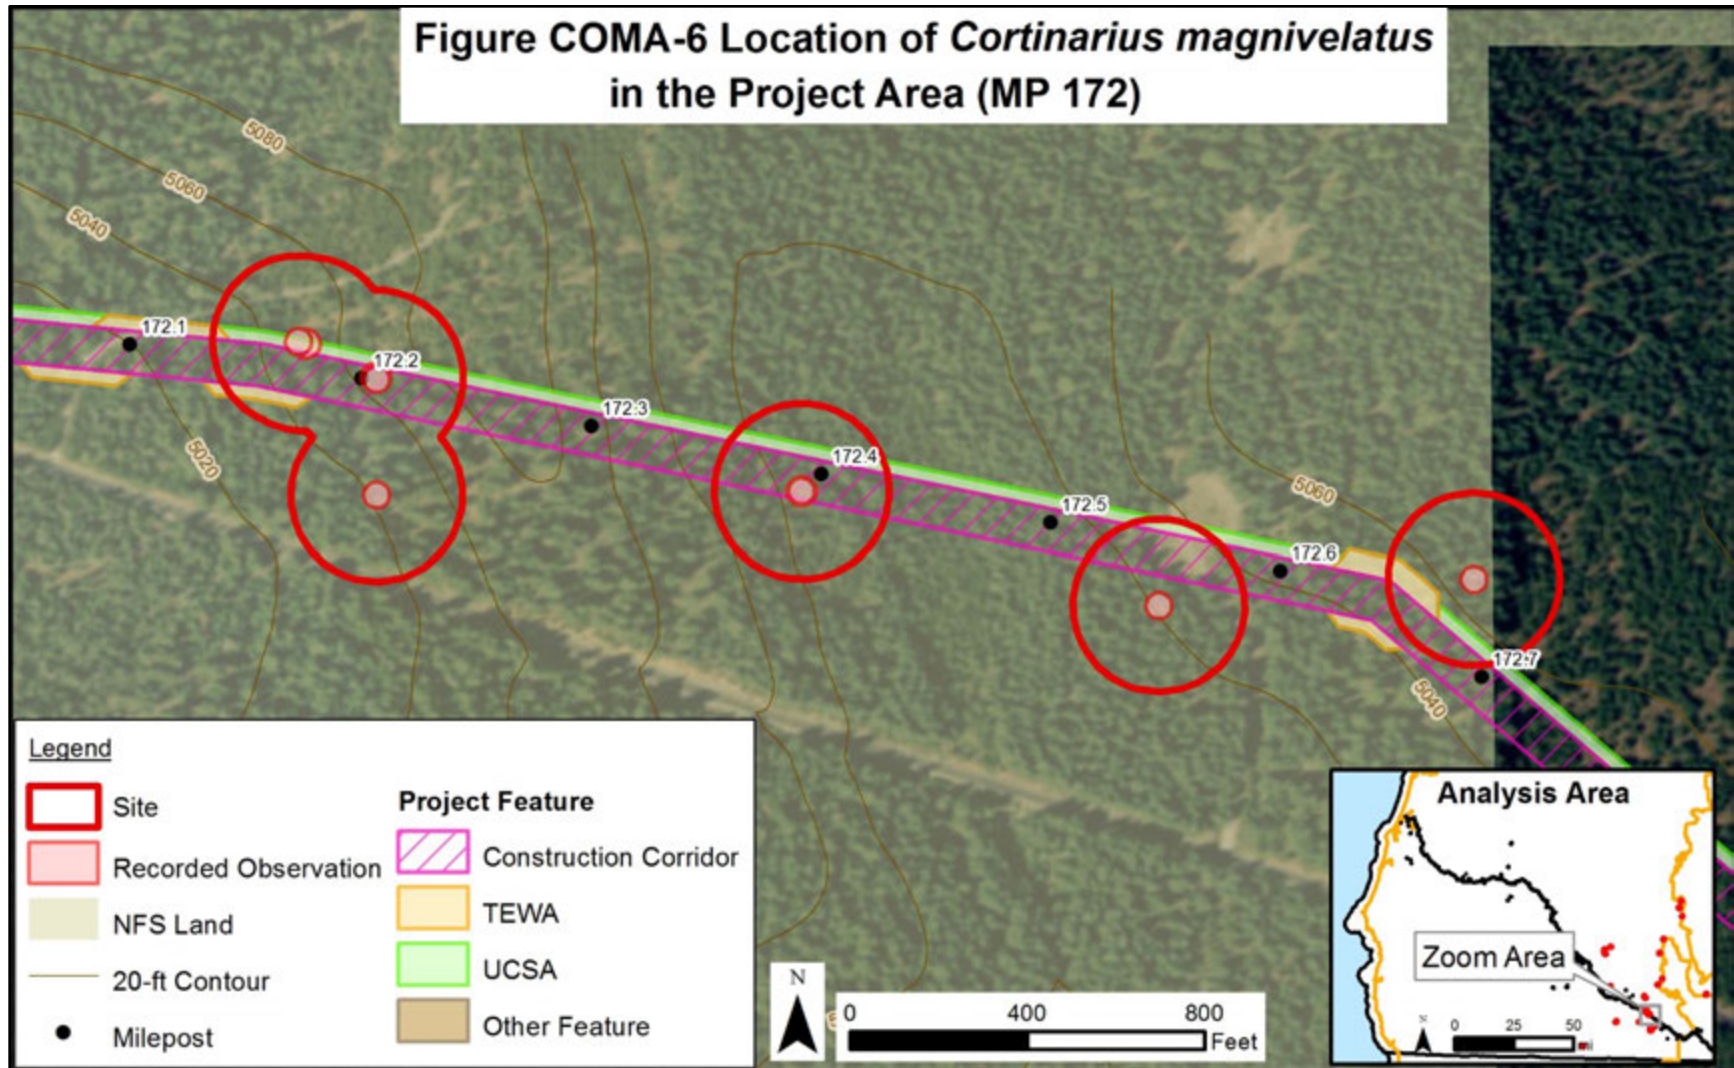 Figure COMA-6 Location of Cortinarius magnivelatus
in the Project Area (MP 172)
5080
5060
5040
172.1
172.2
5020
172.3
172.4
172.5
5060
172.6
172.7
5040
Legend
Site
Recorded Observation
NFS Land
20-ft Contour
Milepost
Project Feature
Construction Corridor
TEWA
UCSA
Other Feature
N
0 400 800
Feet
Analysis Area
Zoom Area
N
0 25 50
mi